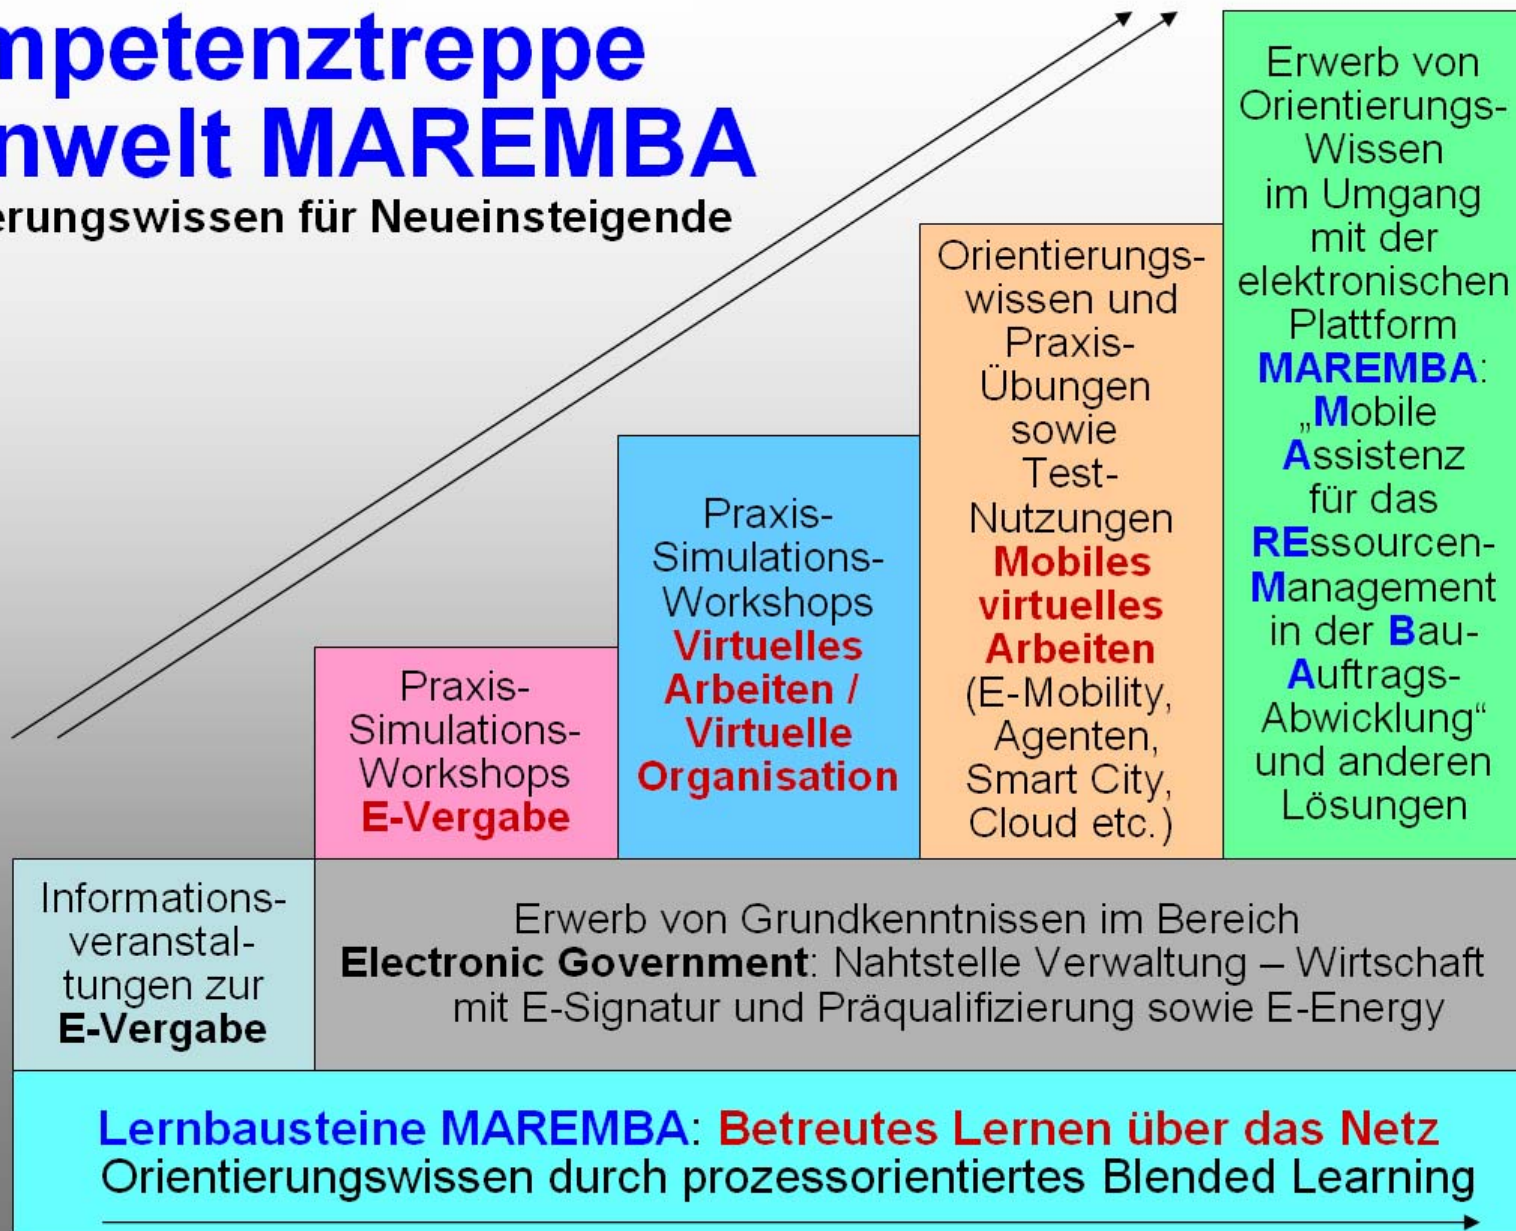 mpetenztreppe
nwelt MAREMBA
erungswissen für Neueinsteigende
Informations-
veranstal-
tungen zur
E-Vergabe
Praxis-
Simulations-
Workshops
E-Vergabe
Praxis-
Simulations-
Workshops
Virtuelles
Arbeiten /
Virtuelle
Organisation
Orientierungs-
wissen und
Praxis-
Übungen
sowie
Test-
Nutzungen
Mobiles
virtuelles
Arbeiten
(E-Mobility,
Agenten,
Smart City,
Cloud etc.)
Erwerb von
Orientierungs-
Wissen
im Umgang
mit der
elektronischen
Plattform
MAREMBA:
„Mobile
Assistenz
für das
REssourcen-
Management
in der Bau-
Auftrags-
Abwicklung“
und anderen
Lösungen
Erwerb von Grundkenntnissen im Bereich
Electronic Government: Nahtstelle Verwaltung – Wirtschaft
mit E-Signatur und Präqualifizierung sowie E-Energy
Lernbausteine MAREMBA: Betreutes Lernen über das Netz
Orientierungswissen durch prozessorientiertes Blended Learning